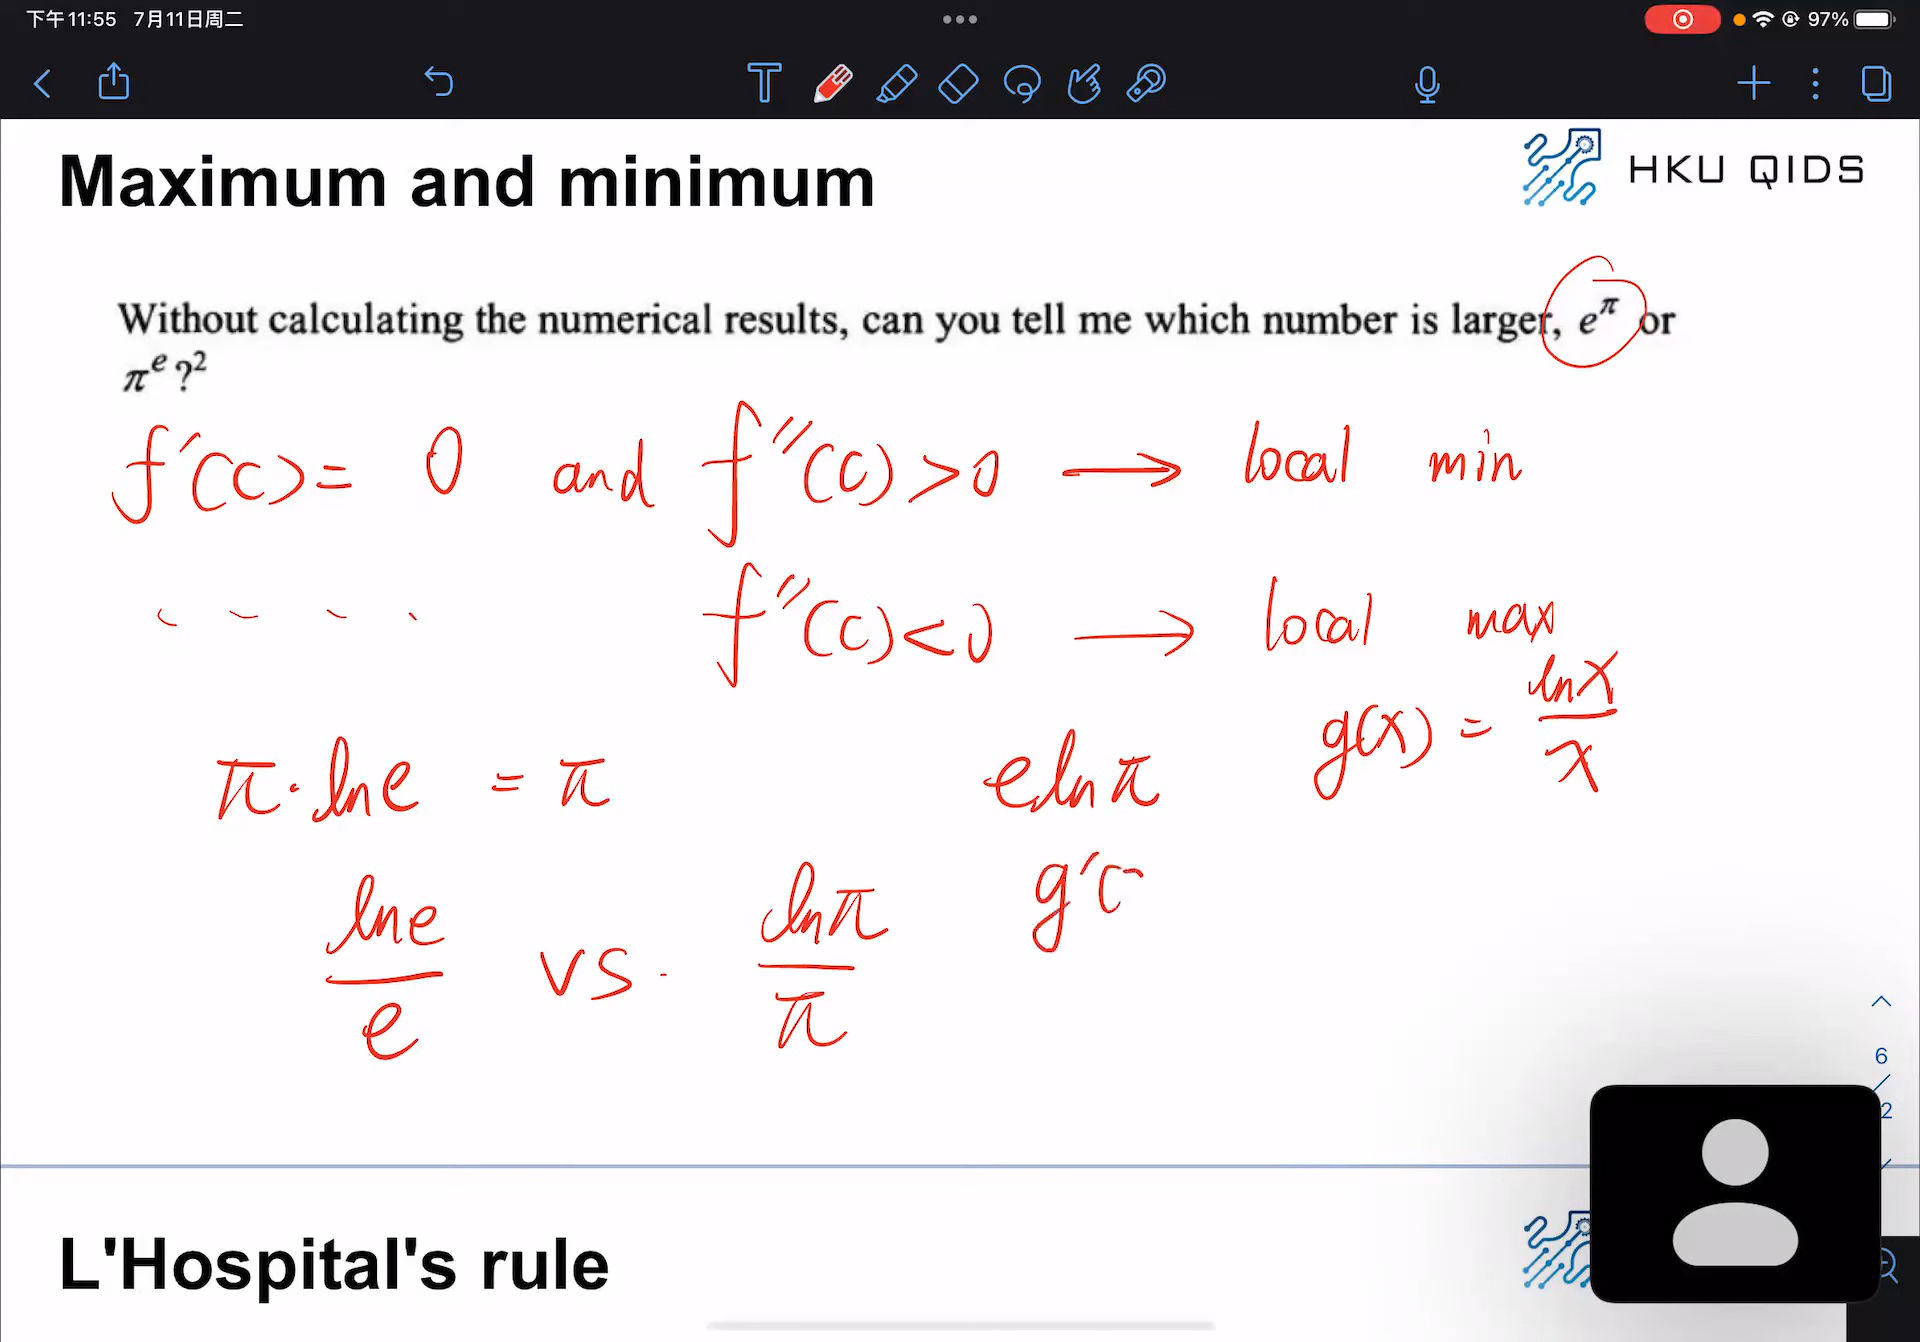 下午11:55 7月11日周二
97%
Maximum and minimum
HKU QIDS
Without calculating the numerical results, can you tell me which number is larger, e^π or
π^e ?²
f'(c) = 0 and f''(c) > 0 → local min
f''(c) < 0 → local max
g(x) = ln x / x
π · ln e = π
e ln π
ln e / e vs. ln π / π
g'(
6
2
L'Hospital's rule